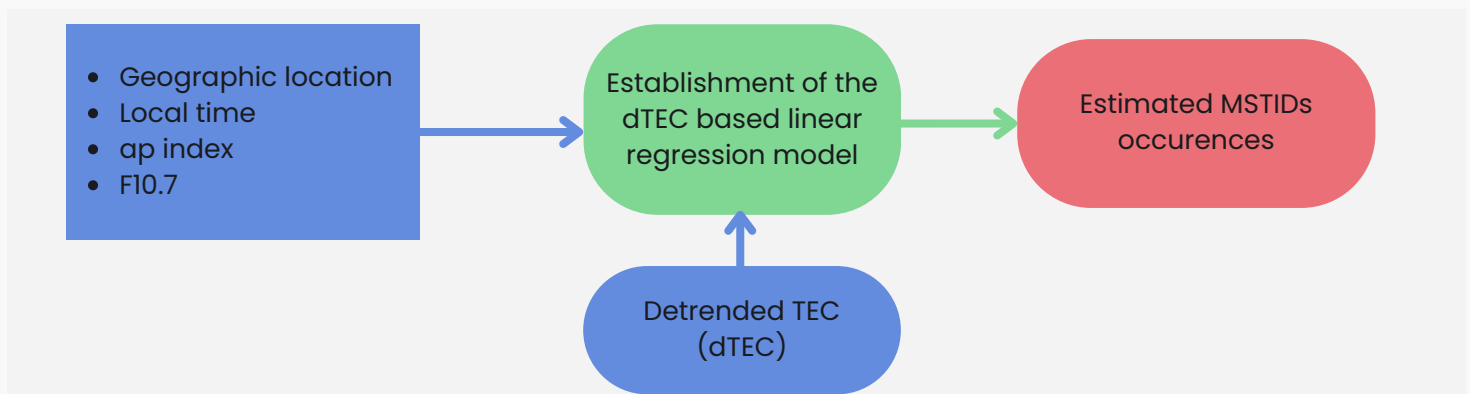 • Geographic location
• Local time
• ap index
• F10.7
Establishment of the
dTEC based linear
regression model
Estimated MSTIDs
occurences
Detrended TEC
(dTEC)